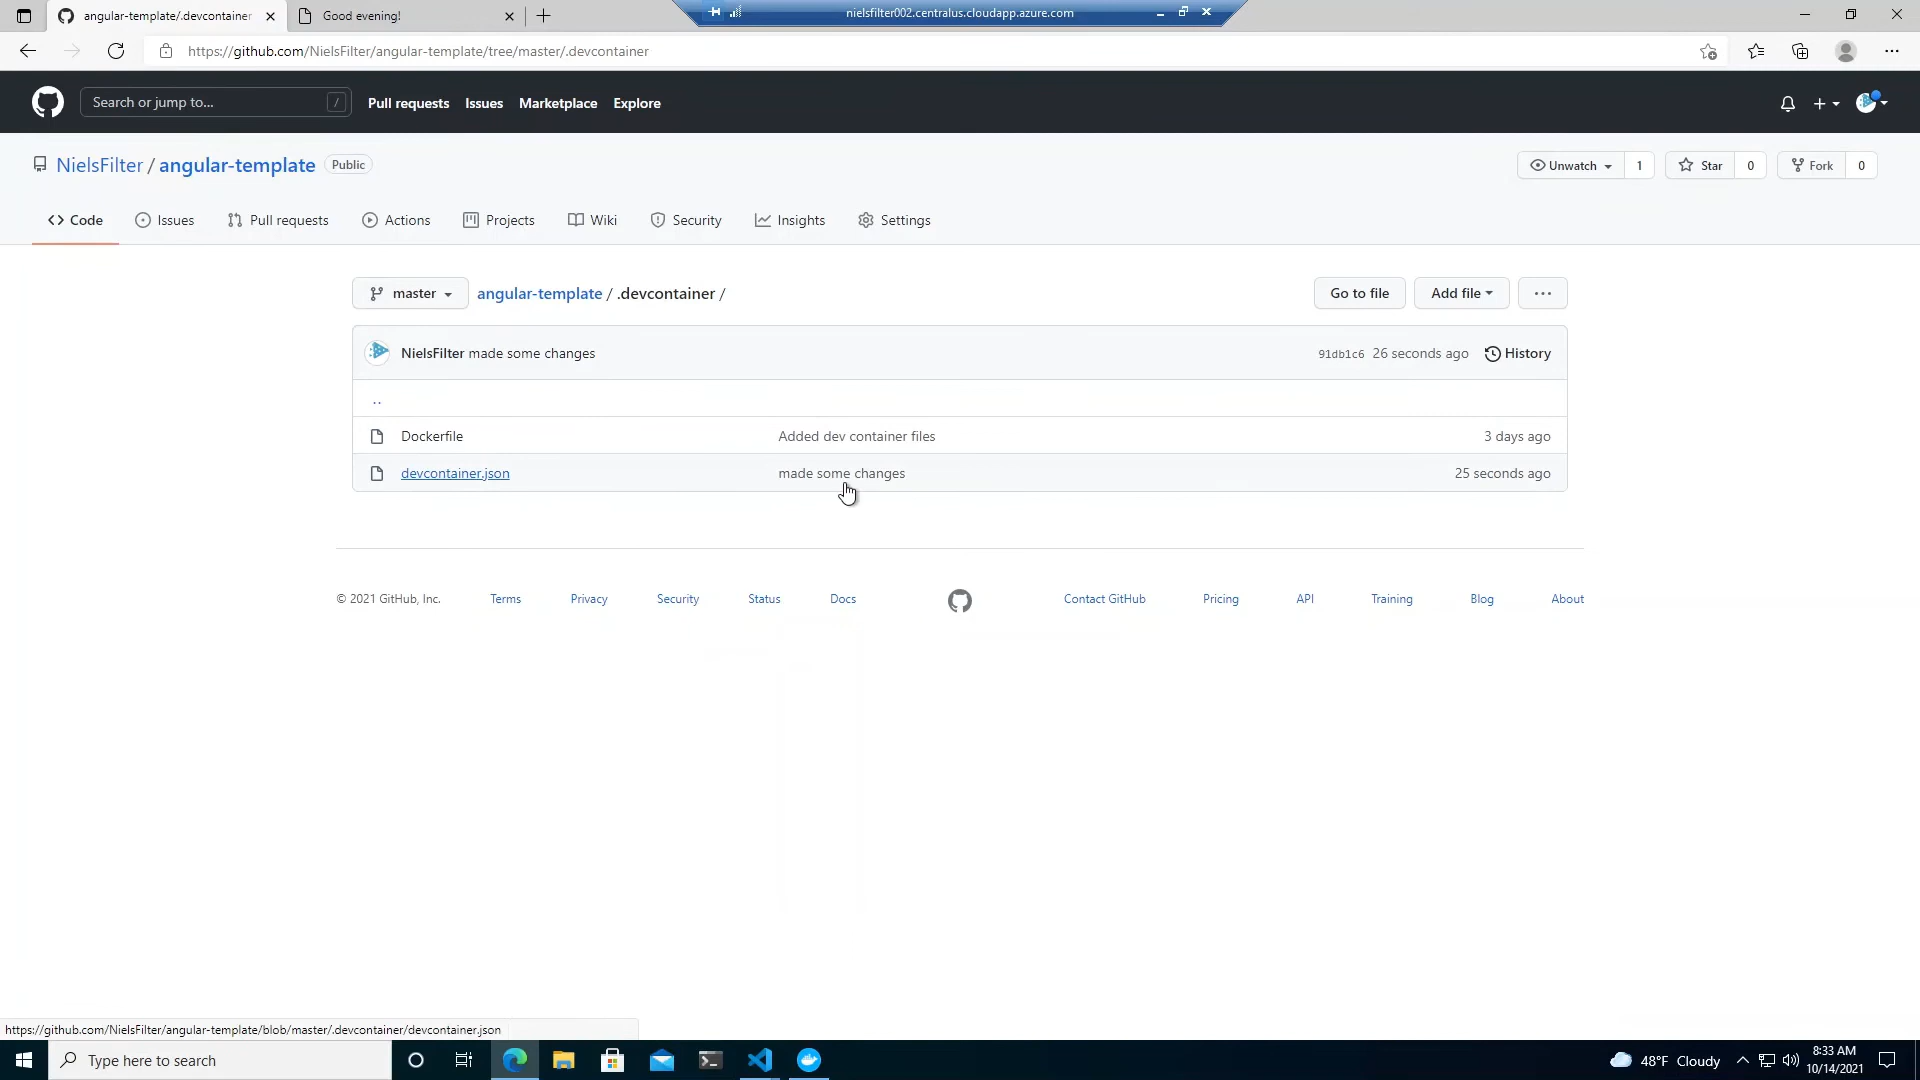 angular-template/.devcontainer
Good evening!
nielsfilter002.centralus.cloudapp.azure.com
https://github.com/NielsFilter/angular-template/tree/master/.devcontainer
Search or jump to... /
Pull requests Issues Marketplace Explore
NielsFilter / angular-template Public
Unwatch 1 Star 0 Fork 0
Code Issues Pull requests Actions Projects Wiki Security Insights Settings
master angular-template / .devcontainer / Go to file Add file ...
NielsFilter made some changes 91db1c6 26 seconds ago History
..
Dockerfile Added dev container files 3 days ago
devcontainer.json made some changes 25 seconds ago
© 2021 GitHub, Inc. Terms Privacy Security Status Docs Contact GitHub Pricing API Training Blog About
https://github.com/NielsFilter/angular-template/blob/master/.devcontainer/devcontainer.json
Type here to search
48°F Cloudy
8:33 AM
10/14/2021